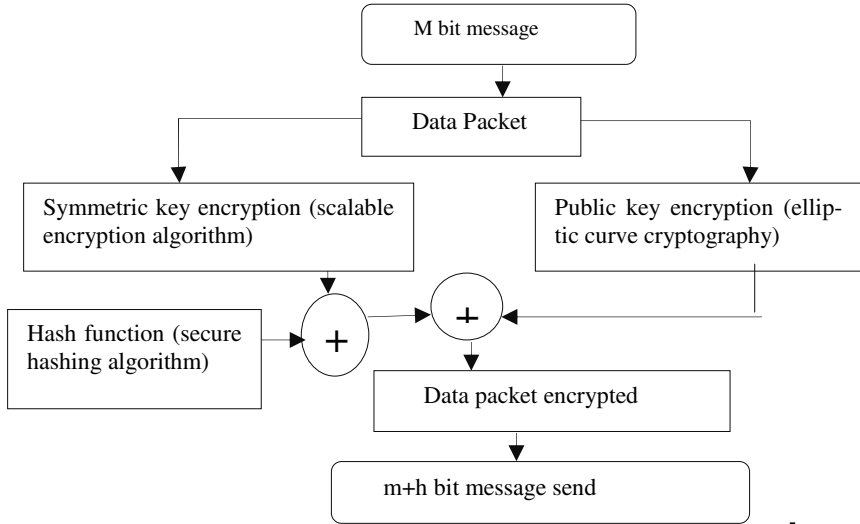 M bit message
Data Packet
Symmetric key encryption (scalable
encryption algorithm)
Public key encryption (ellip-
tic curve cryptography)
+
+
Hash function (secure
hashing algorithm)
Data packet encrypted
m+h bit message send